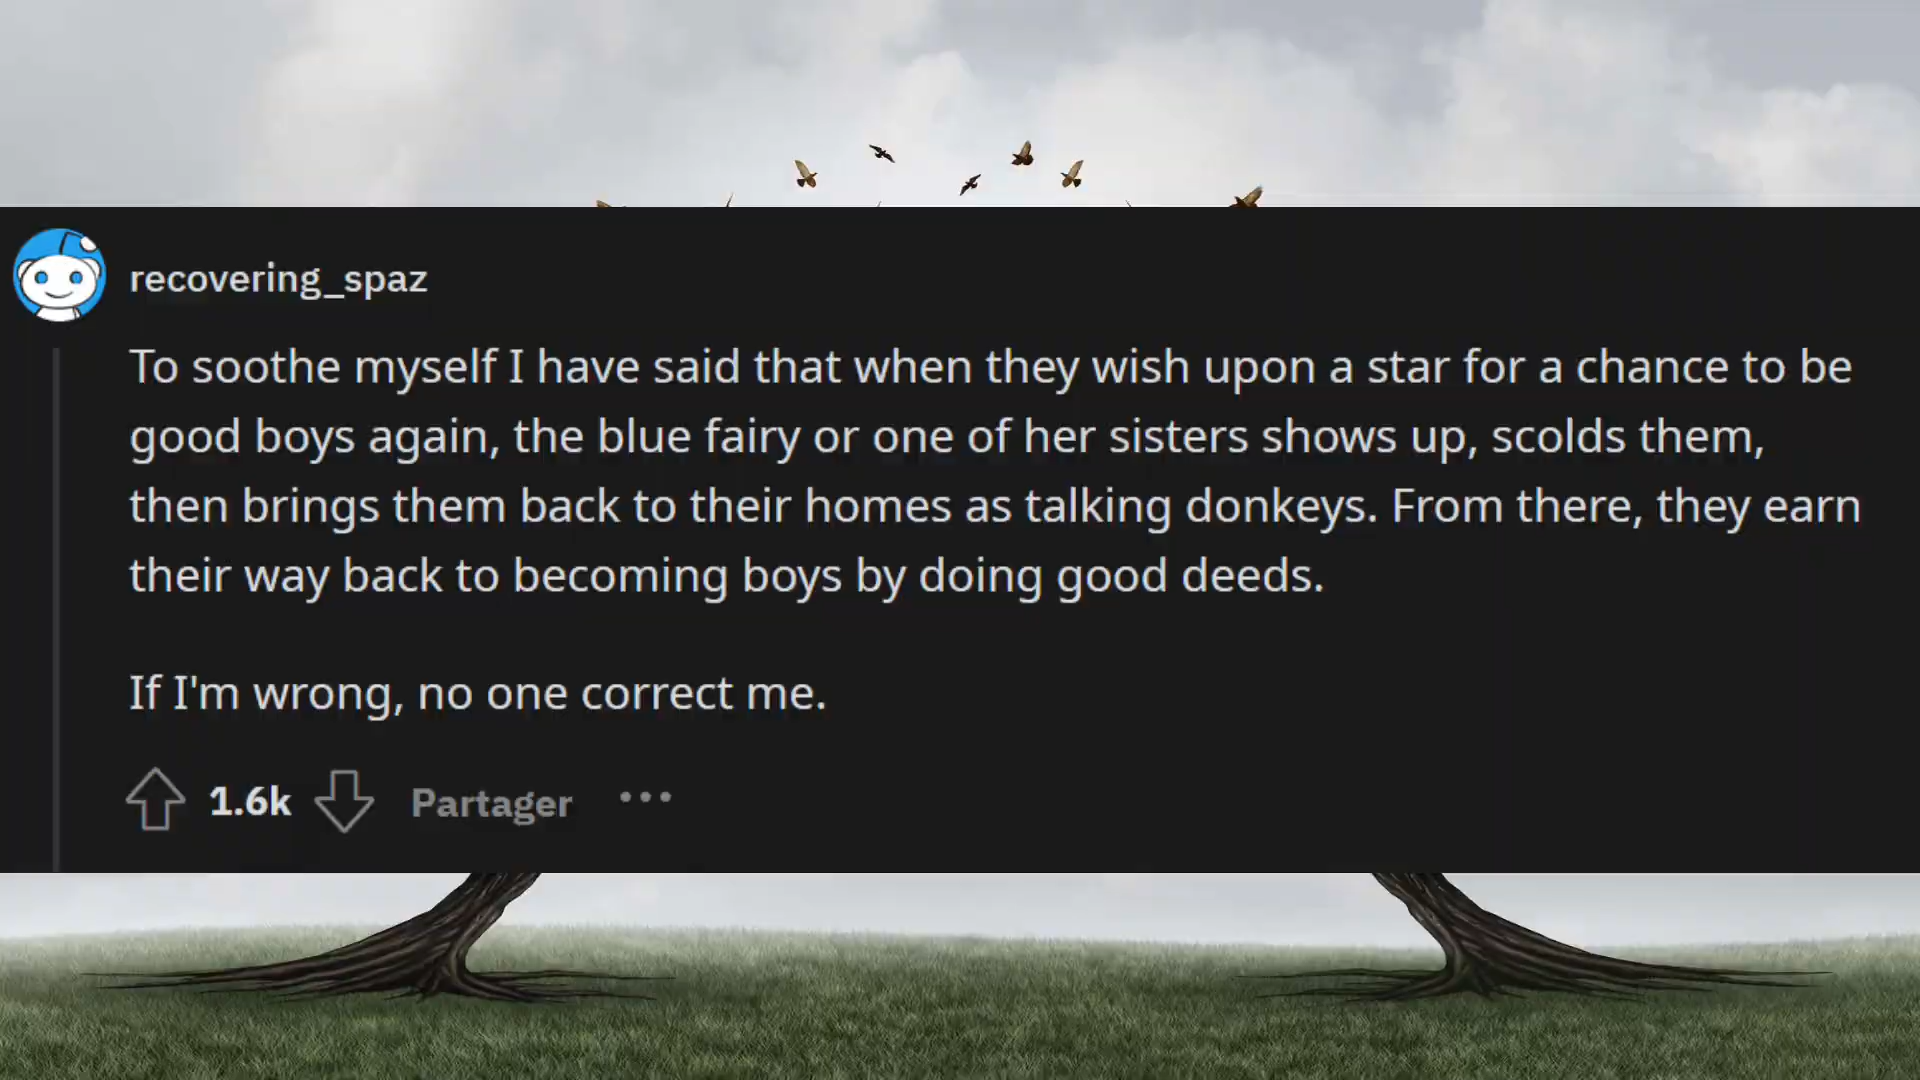 recovering_spaz
To soothe myself I have said that when they wish upon a star for a chance to be
good boys again, the blue fairy or one of her sisters shows up, scolds them,
then brings them back to their homes as talking donkeys. From there, they earn
their way back to becoming boys by doing good deeds.
If I'm wrong, no one correct me.
1.6k Partager ...